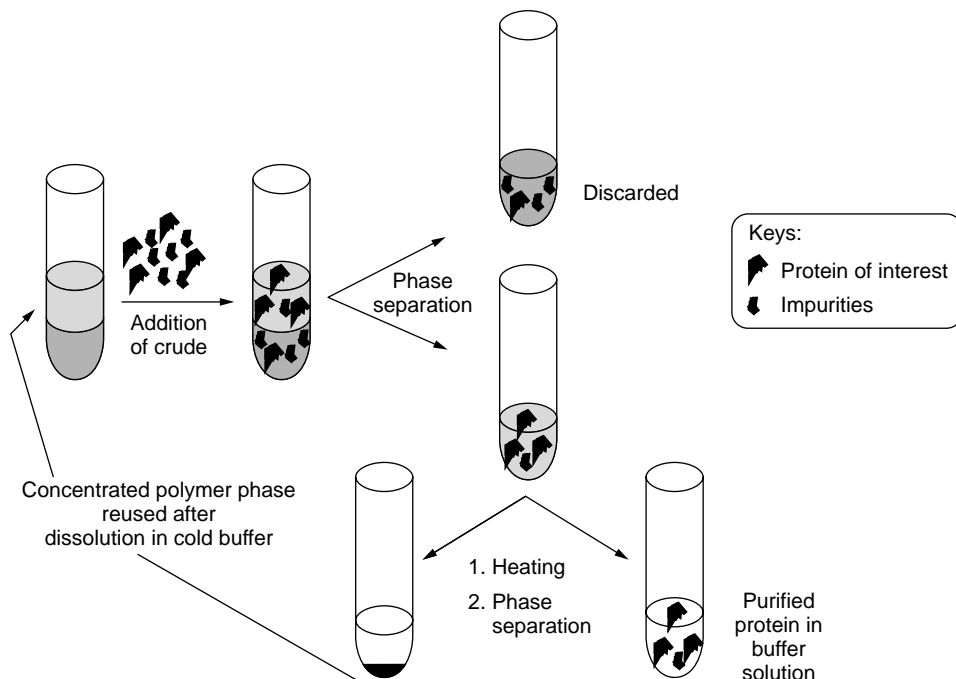 Discarded
Keys:
Protein of interest
Impurities
Addition
of crude
Phase
separation
Concentrated polymer phase
reused after
dissolution in cold buffer
1. Heating
2. Phase
separation
Purified
protein in
buffer
solution